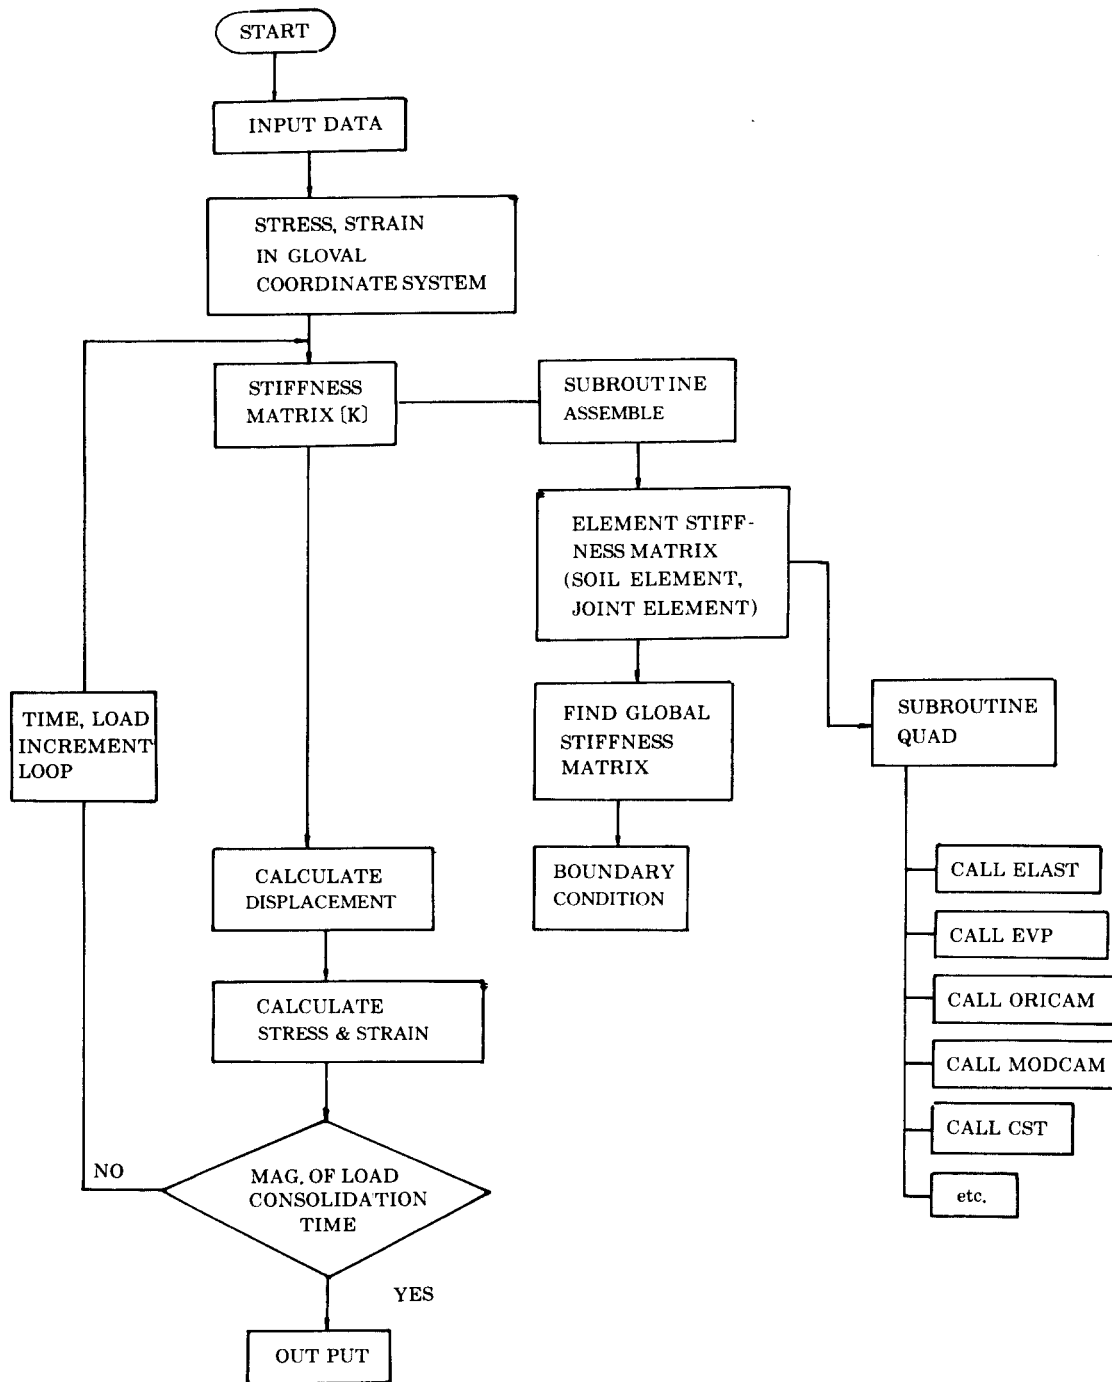 START
INPUT DATA
STRESS, STRAIN
IN GLOVAL
COORDINATE SYSTEM
STIFFNESS
MATRIX [K]
SUBROUTINE
ASSEMBLE
ELEMENT STIFF-
NESS MATRIX
(SOIL ELEMENT,
JOINT ELEMENT)
TIME, LOAD
INCREMENT
LOOP
FIND GLOBAL
STIFFNESS
MATRIX
SUBROUTINE
QUAD
CALCULATE
DISPLACEMENT
BOUNDARY
CONDITION
CALL ELAST
CALL EVP
CALL ORICAM
CALL MODCAM
CALL CST
etc.
CALCULATE
STRESS & STRAIN
NO
MAG. OF LOAD
CONSOLIDATION
TIME
YES
OUT PUT